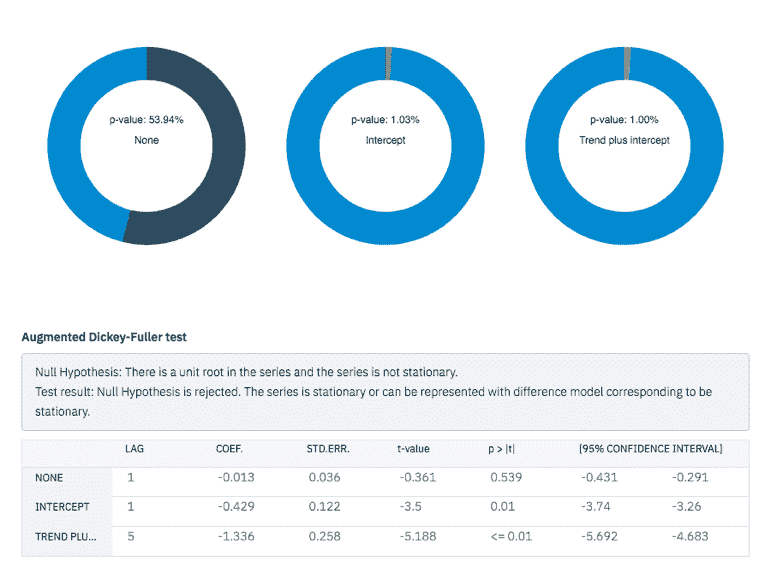 p-value: 53.94%
None
p-value: 1.03%
Intercept
p-value: 1.00%
Trend plus intercept
Augmented Dickey-Fuller test
Null Hypothesis: There is a unit root in the series and the series is not stationary.
Test result: Null Hypothesis is rejected. The series is stationary or can be represented with difference model corresponding to be
stationary.
LAG COEF. STD.ERR. t-value p > |t| [95% CONFIDENCE INTERVAL]
NONE 1 -0.013 0.036 -0.361 0.539 -0.431 -0.291
INTERCEPT 1 -0.429 0.122 -3.5 0.01 -3.74 -3.26
TREND PLU... 5 -1.336 0.258 -5.188 <= 0.01 -5.692 -4.683